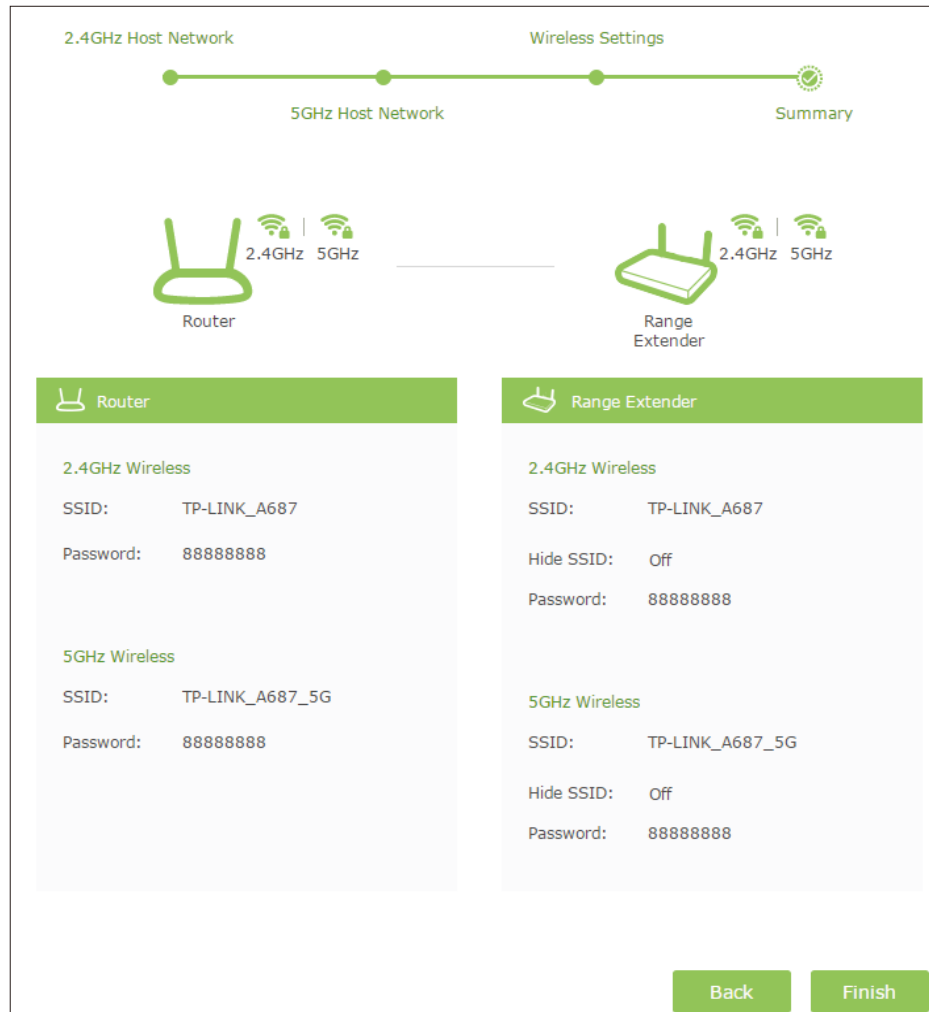 2.4GHz Host Network
Wireless Settings
5GHz Host Network
Summary
2.4GHz 5GHz
Router
2.4GHz 5GHz
Range
Extender
Router
2.4GHz Wireless
SSID: TP-LINK_A687
Password: 88888888
5GHz Wireless
SSID: TP-LINK_A687_5G
Password: 88888888
Range Extender
2.4GHz Wireless
SSID: TP-LINK_A687
Hide SSID: Off
Password: 88888888
5GHz Wireless
SSID: TP-LINK_A687_5G
Hide SSID: Off
Password: 88888888
Back
Finish